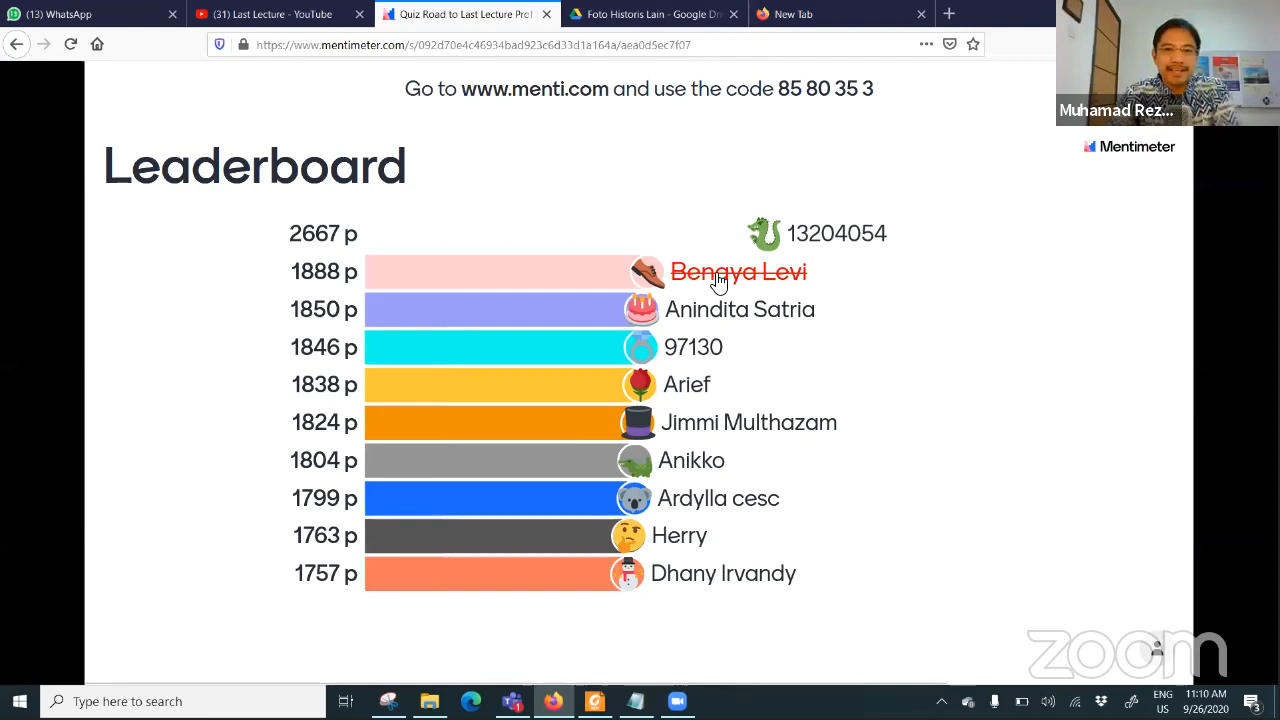 (13) WhatsApp
(31) Last Lecture - YouTube
Quiz Road to Last Lecture Prof
Foto Historis Lain - Google Dri
New Tab
https://www.mentimeter.com/s/092d70e4c46934bad923c6d33d1a164a/aea0d5ec7f07
Go to www.menti.com and use the code 85 80 35 3
Muhamad Rez...
Mentimeter
Leaderboard
2667 p 13204054
1888 p Benaya Levi
1850 p Anindita Satria
1846 p 97130
1838 p Arief
1824 p Jimmi Multhazam
1804 p Anikko
1799 p Ardylla cesc
1763 p Herry
1757 p Dhany Irvandy
zoom
Type here to search
ENG
US
11:10 AM
9/26/2020
3